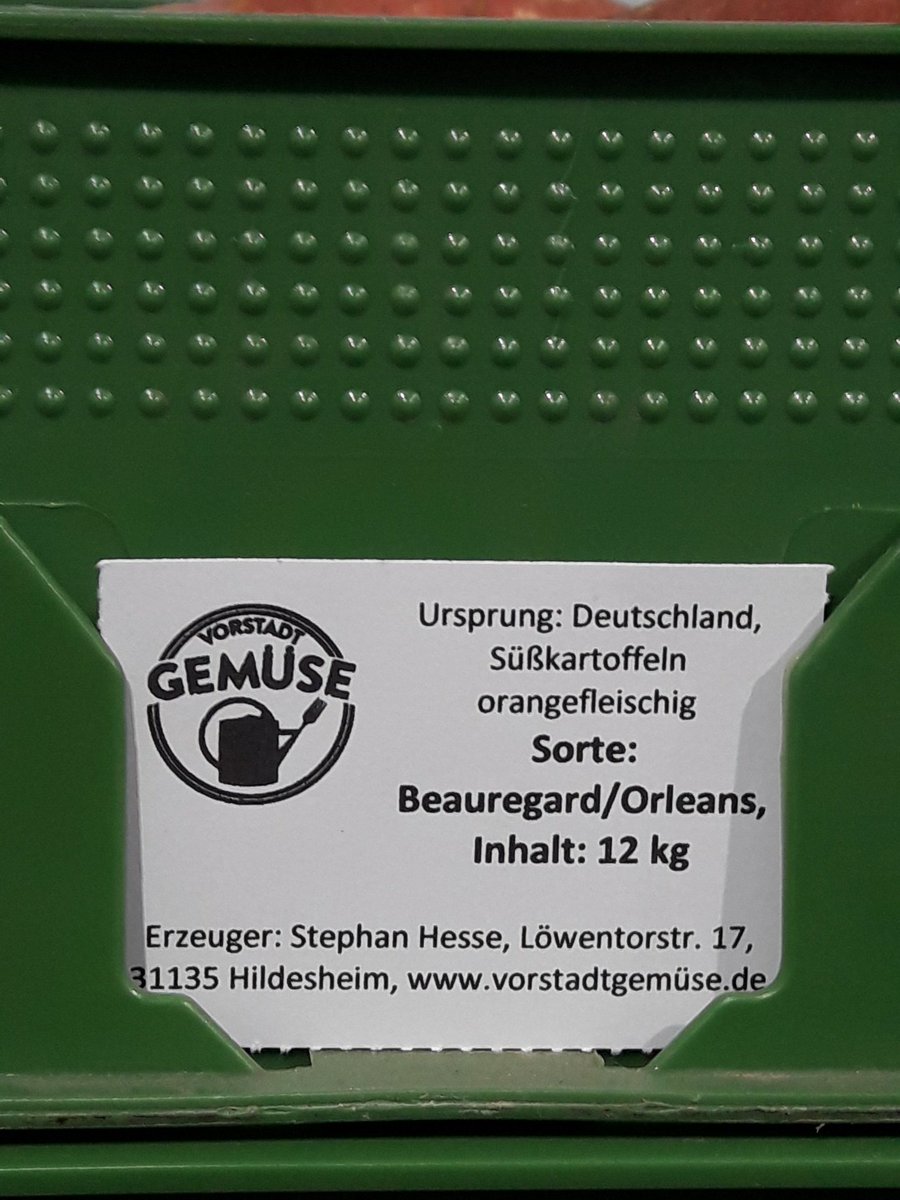 VORSTADT
GEMÜSE
Ursprung: Deutschland,
Süßkartoffeln
orangefleischig
Sorte:
Beauregard/Orleans,
Inhalt: 12 kg
Erzeuger: Stephan Hesse, Löwentorstr. 17,
31135 Hildesheim, www.vorstadtgemüse.de